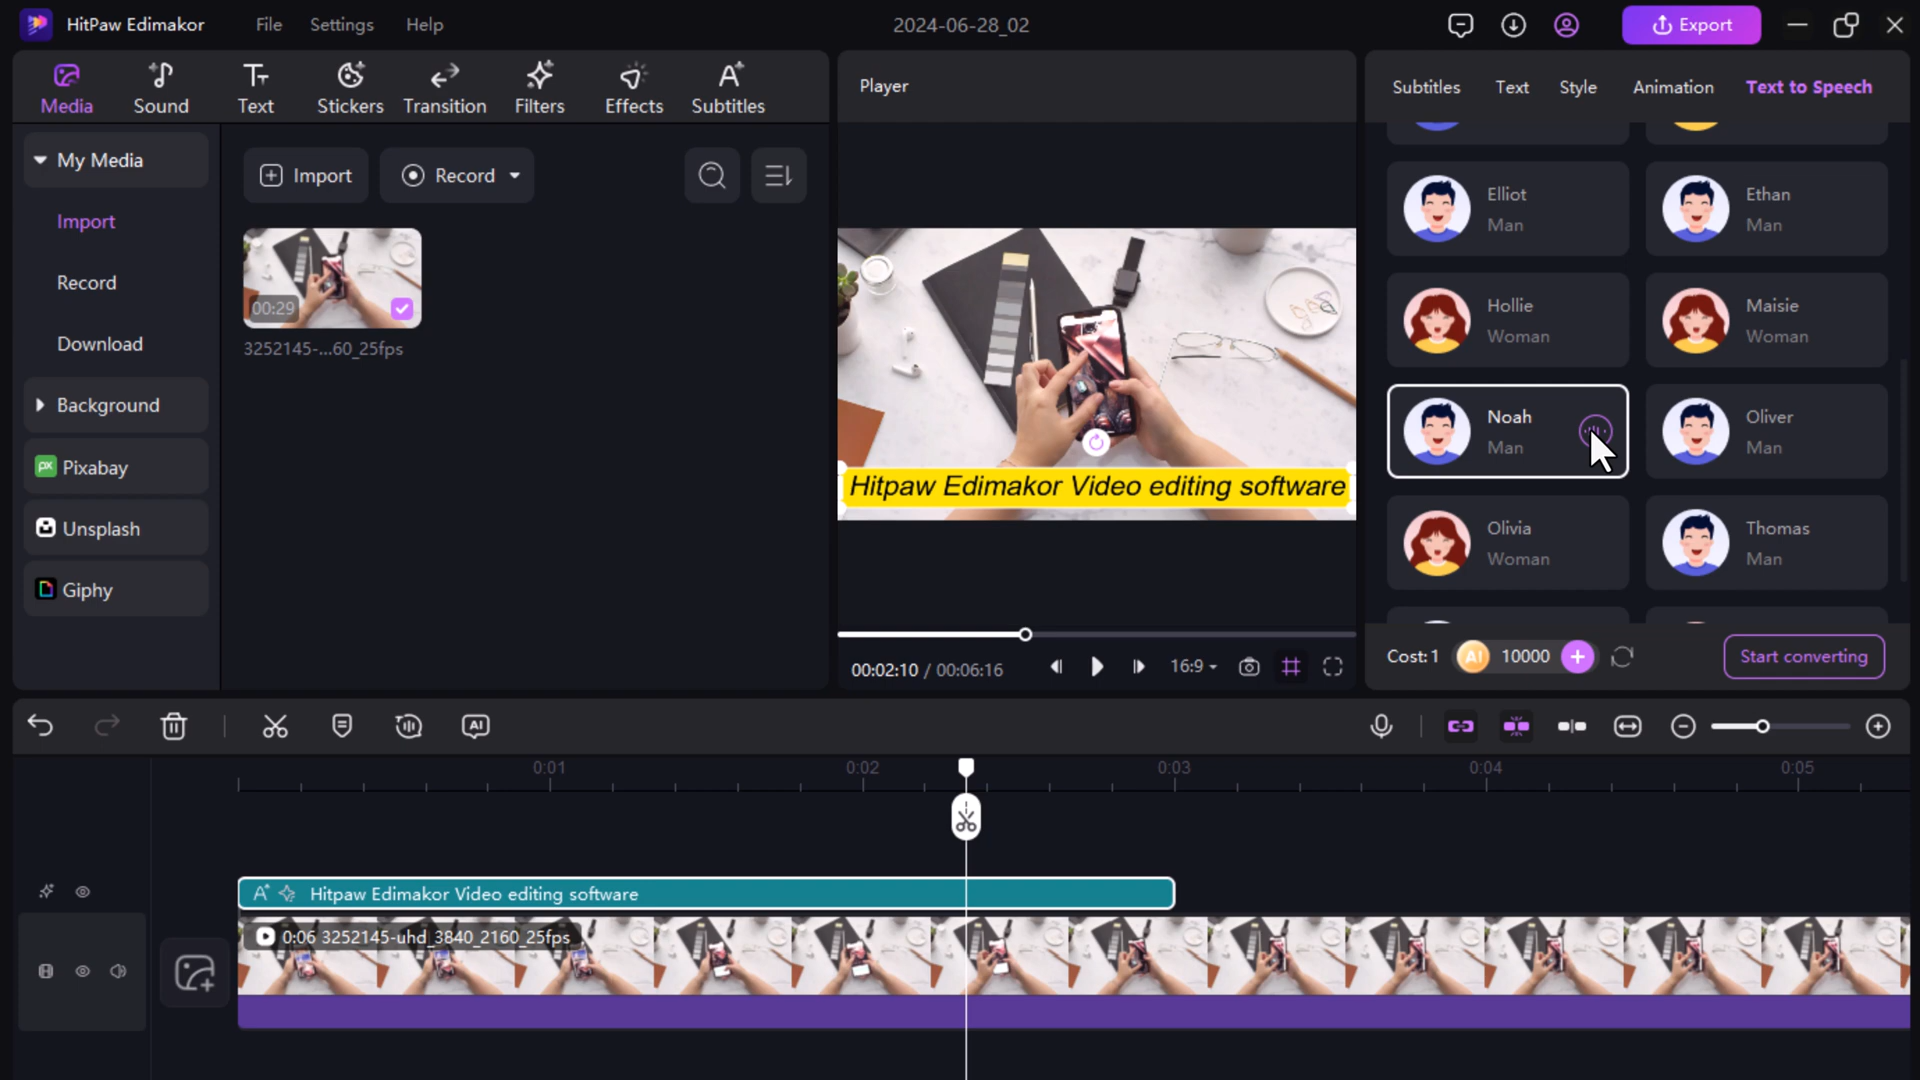 HitPaw Edimakor
File
Settings
Help
2024-06-28_02
Export
Media
Sound
Text
Stickers
Transition
Filters
Effects
Subtitles
My Media
Import
Record
Download
Background
px
Pixabay
Unsplash
Giphy
Import
Record
00:29
3252145-...60_25fps
Player
Hitpaw Edimakor Video editing software
00:02:10 / 00:06:16
16:9
Subtitles
Text
Style
Animation
Text to Speech
Elliot
Man
Ethan
Man
Hollie
Woman
Maisie
Woman
Noah
Man
Oliver
Man
Olivia
Woman
Thomas
Man
Cost:1
AI
10000
Start converting
AI
0:01
0:02
0:03
0:04
0:05
Hitpaw Edimakor Video editing software
0:06 3252145-uhd_3840_2160_25fps